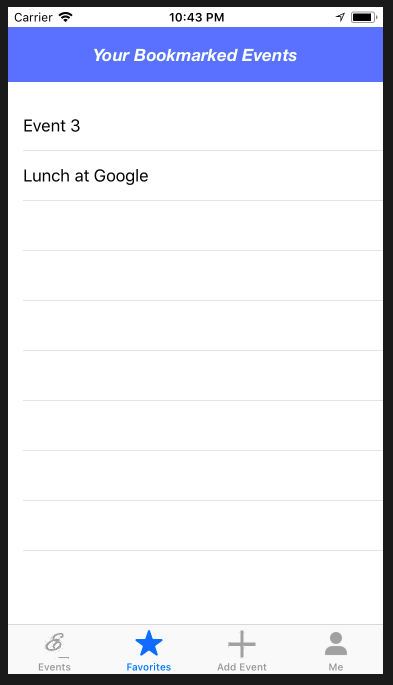 Carrier 10:43 PM
Your Bookmarked Events
Event 3
Lunch at Google
Events Favorites Add Event Me